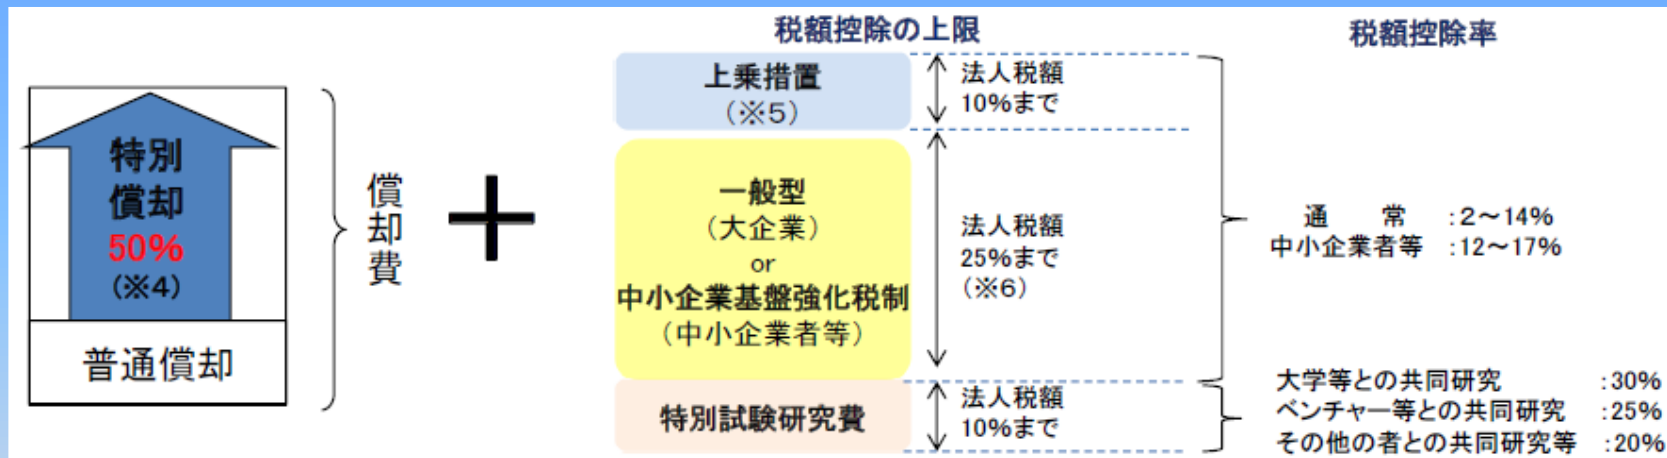 特別
償却
50%
(※4)
普通償却
償却費
+
税額控除の上限
上乗措置
(※5)
一般型
(大企業)
or
中小企業基盤強化税制
(中小企業者等)
特別試験研究費
法人税額
10%まで
法人税額
25%まで
(※6)
法人税額
10%まで
税額控除率
通 常 :2～14%
中小企業者等 :12～17%
大学等との共同研究 :30%
ベンチャー等との共同研究 :25%
その他の者との共同研究等 :20%